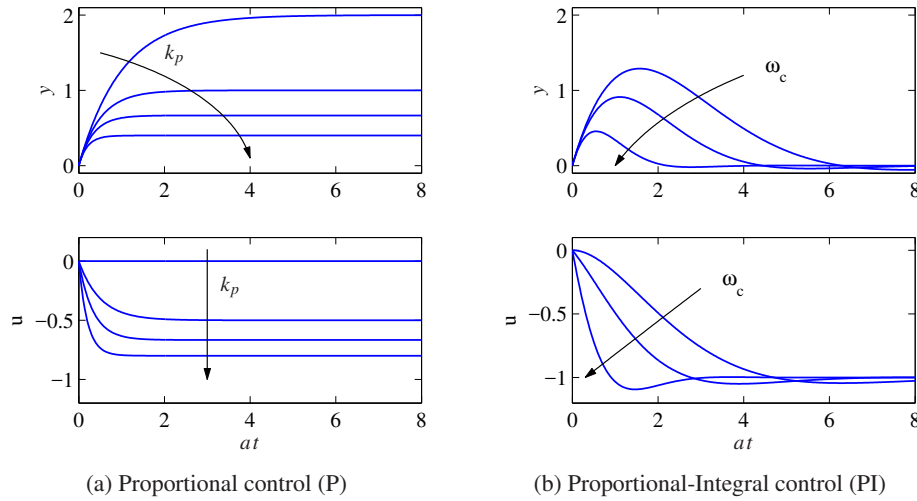 2
1
0
y
k_p
0 2 4 6 8
0
−0.5
−1
u
k_p
0 2 4 6 8
at
(a) Proportional control (P)
2
1
0
y
ω_c
0 2 4 6 8
0
−0.5
−1
u
ω_c
0 2 4 6 8
at
(b) Proportional-Integral control (PI)